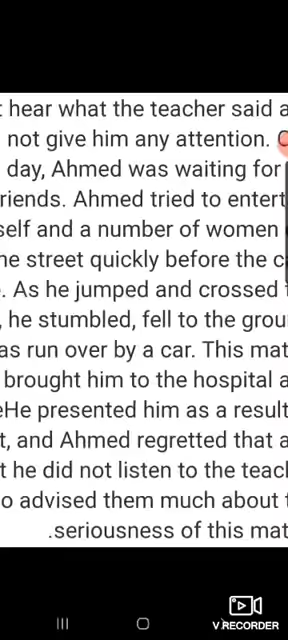 hear what the teacher said a
not give him any attention.
day, Ahmed was waiting for
riends. Ahmed tried to entert
self and a number of women
he street quickly before the c
. As he jumped and crossed
, he stumbled, fell to the grou
as run over by a car. This mat
brought him to the hospital a
eHe presented him as a result
t, and Ahmed regretted that a
t he did not listen to the teacl
o advised them much about t
.seriousness of this mat
V RECORDER